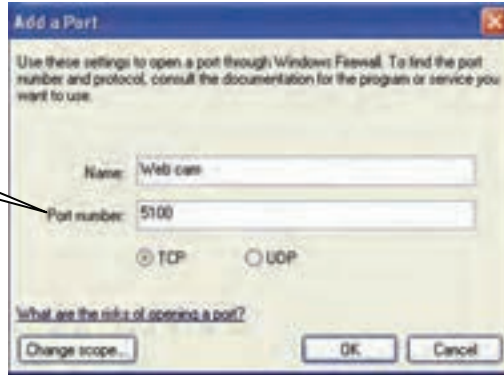 Add a Port
Use these settings to open a port through Windows Firewall. To find the port
number and protocol, consult the documentation for the program or service you
want to use.
Name: Web cam
Port number: 5100
TCP UDP
What are the risks of opening a port?
Change scope... OK Cancel